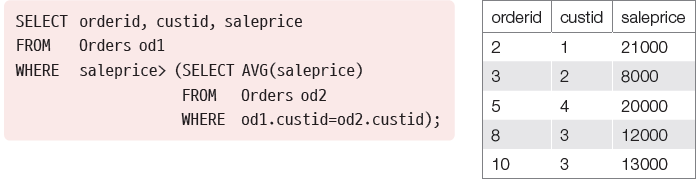 SELECT orderid, custid, saleprice
FROM Orders od1
WHERE saleprice> (SELECT AVG(saleprice)
FROM Orders od2
WHERE od1.custid=od2.custid);
orderid custid saleprice
2 1 21000
3 2 8000
5 4 20000
8 3 12000
10 3 13000